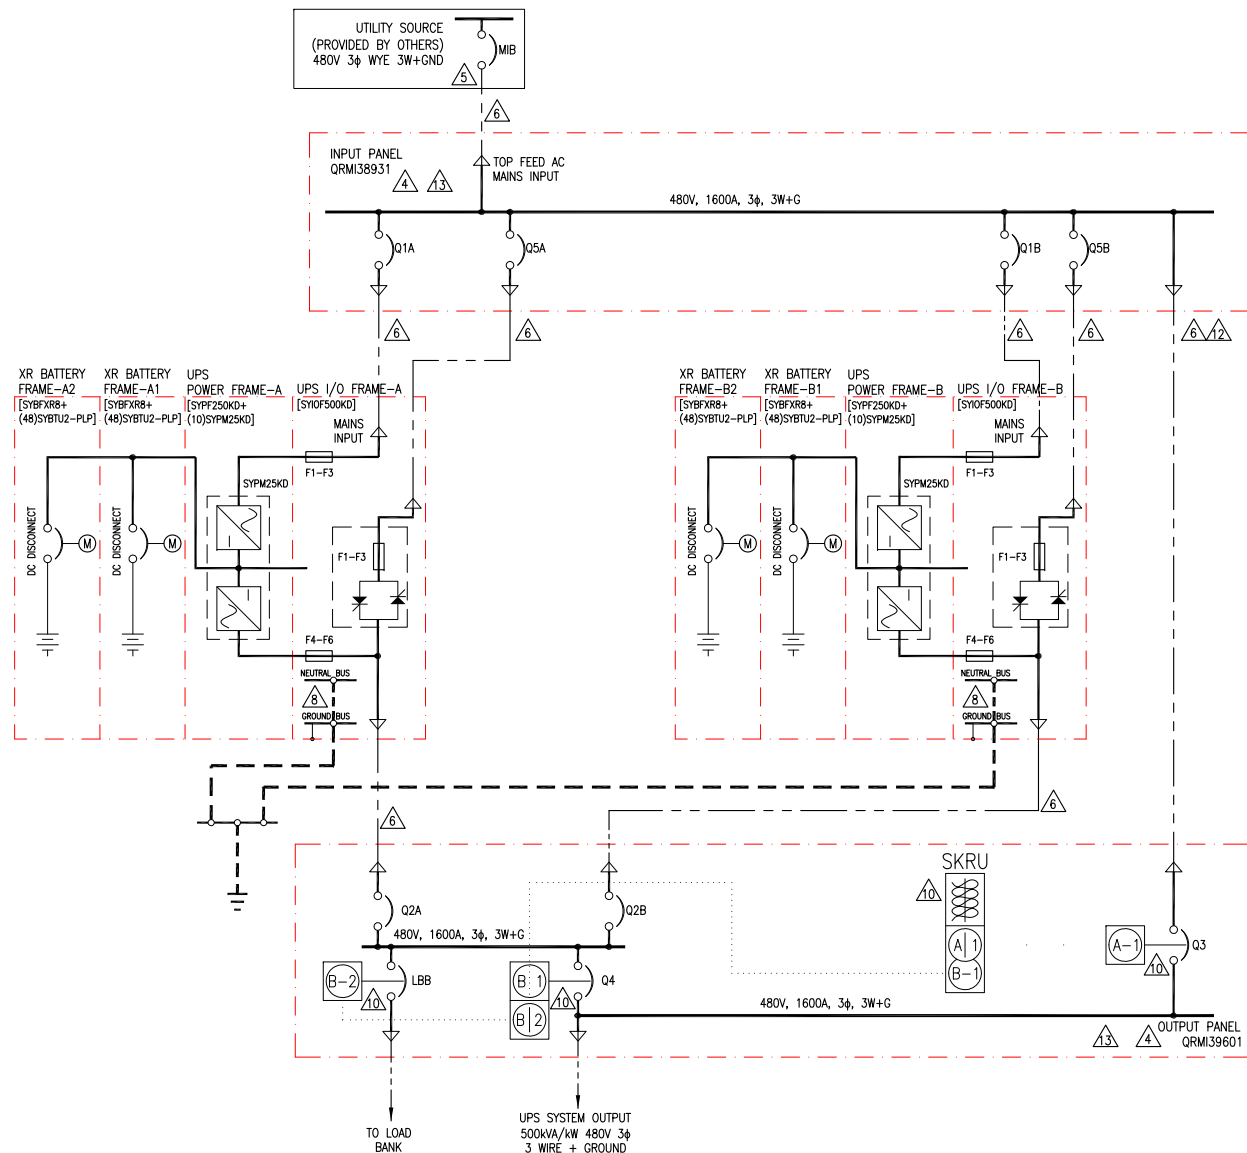 UTILITY SOURCE
(PROVIDED BY OTHERS)
480V 3ϕ WYE 3W+GND
MIB
5
6
INPUT PANEL
QRMI38931
4
13
TOP FEED AC
MAINS INPUT
480V, 1600A, 3ϕ, 3W+G
Q1A
Q5A
Q1B
Q5B
6
6
6
6
6
12
XR BATTERY
FRAME-A2
[SYBFXR8+
(48)SYBTU2-PLP]
XR BATTERY
FRAME-A1
[SYBFXR8+
(48)SYBTU2-PLP]
UPS
POWER FRAME-A
[SYPF250KD+
(10)SYPM25KD]
UPS I/O FRAME-A
[SYIOF500KD]
MAINS
INPUT
F1-F3
SYPM25KD
DC DISCONNECT
M
DC DISCONNECT
M
F1-F3
F4-F6
NEUTRAL BUS
8
GROUND BUS
XR BATTERY
FRAME-B2
[SYBFXR8+
(48)SYBTU2-PLP]
XR BATTERY
FRAME-B1
[SYBFXR8+
(48)SYBTU2-PLP]
UPS
POWER FRAME-B
[SYPF250KD+
(10)SYPM25KD]
UPS I/O FRAME-B
[SYIOF500KD]
MAINS
INPUT
F1-F3
SYPM25KD
DC DISCONNECT
M
DC DISCONNECT
M
F1-F3
F4-F6
NEUTRAL BUS
8
GROUND BUS
6
6
SKRU
10
A 1
B-1
Q2A
Q2B
480V, 1600A, 3ϕ, 3W+G
B-2
LBB
10
B 1
Q4
10
B 2
A-1
Q3
10
480V, 1600A, 3ϕ, 3W+G
13
4
OUTPUT PANEL
QRMI39601
TO LOAD
BANK
UPS SYSTEM OUTPUT
500kVA/kW 480V 3ϕ
3 WIRE + GROUND